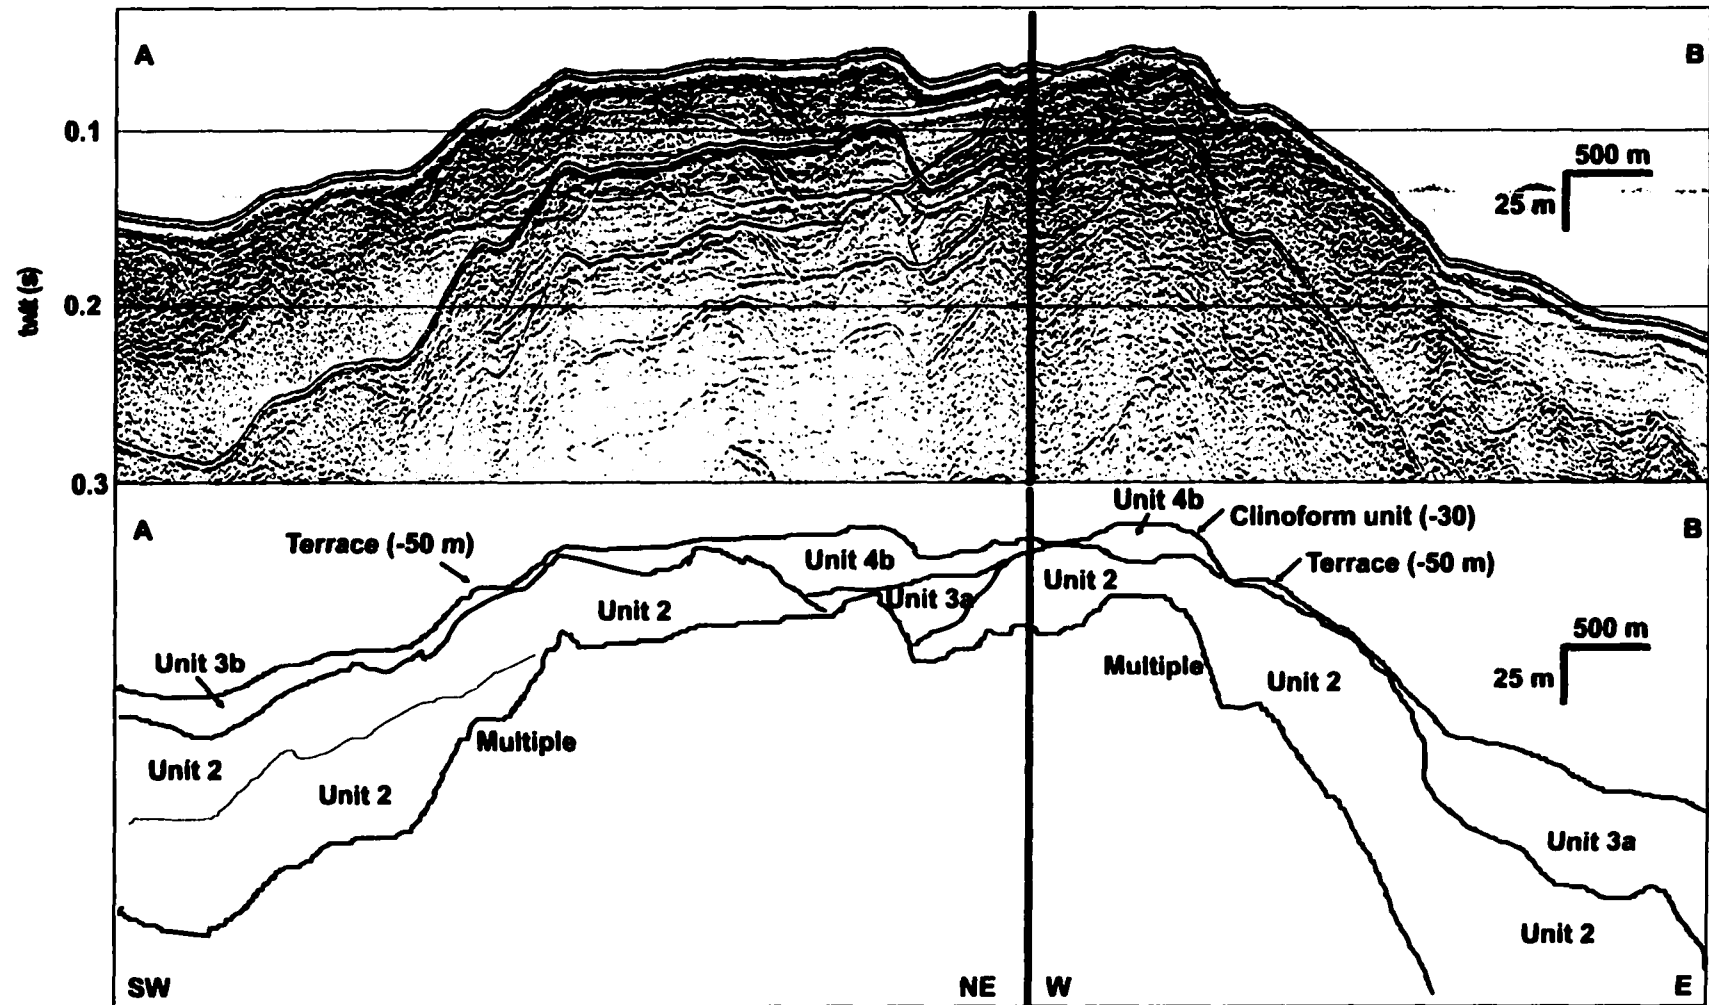 A
B
0.1
500 m
25 m
twtt (s)
0.2
0.3
A
Unit 4b
Clinoform unit (-30)
B
Terrace (-50 m)
Unit 4b
Terrace (-50 m)
Unit 2
Unit 2
Unit 3a
500 m
Unit 3b
Multiple
Unit 2
25 m
Multiple
Unit 2
Unit 2
Unit 3a
Unit 2
SW
NE
W
E